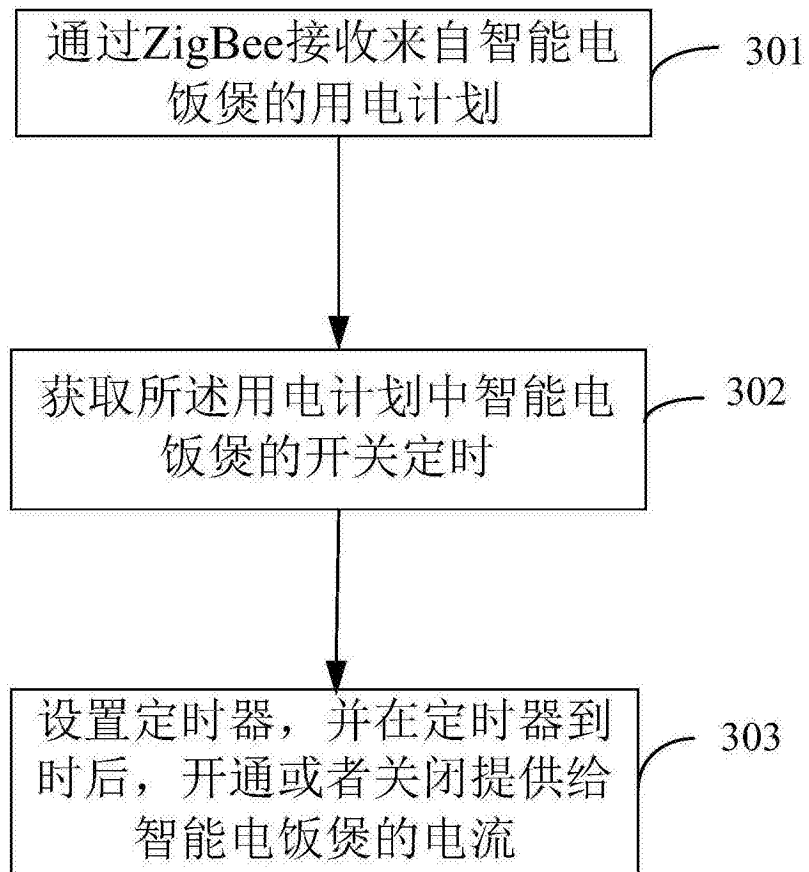 通过ZigBee接收来自智能电
饭煲的用电计划
301
获取所述用电计划中智能电
饭煲的开关定时
302
设置定时器，并在定时器到
时后，开通或者关闭提供给
智能电饭煲的电流
303